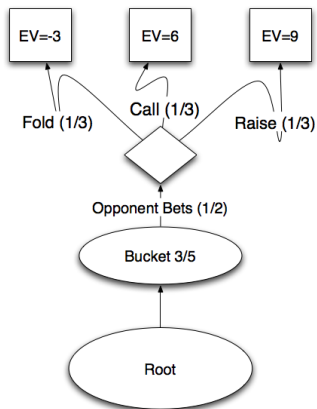 EV=-3
EV=6
EV=9
Fold (1/3)
Call (1/3)
Raise (1/3)
Opponent Bets (1/2)
Bucket 3/5
Root